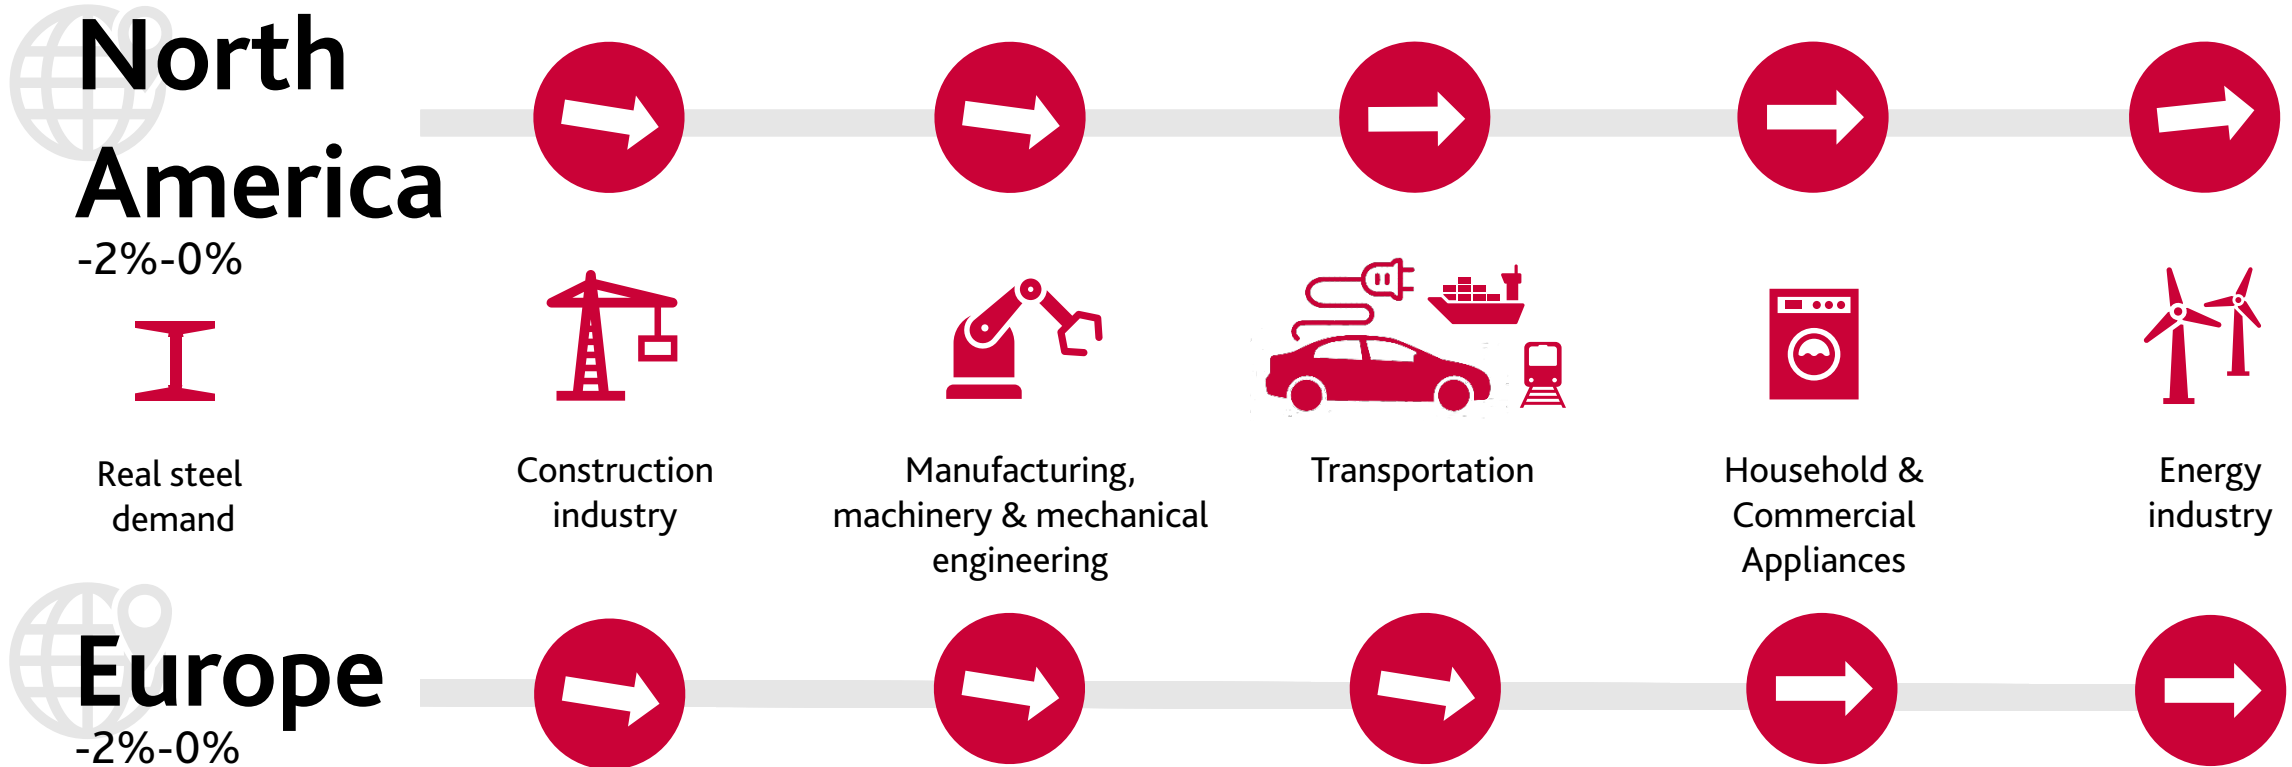 North
America
-2%-0%
Real steel
demand
Construction
industry
Manufacturing,
machinery & mechanical
engineering
Transportation
Household &
Commercial
Appliances
Energy
industry
Europe
-2%-0%